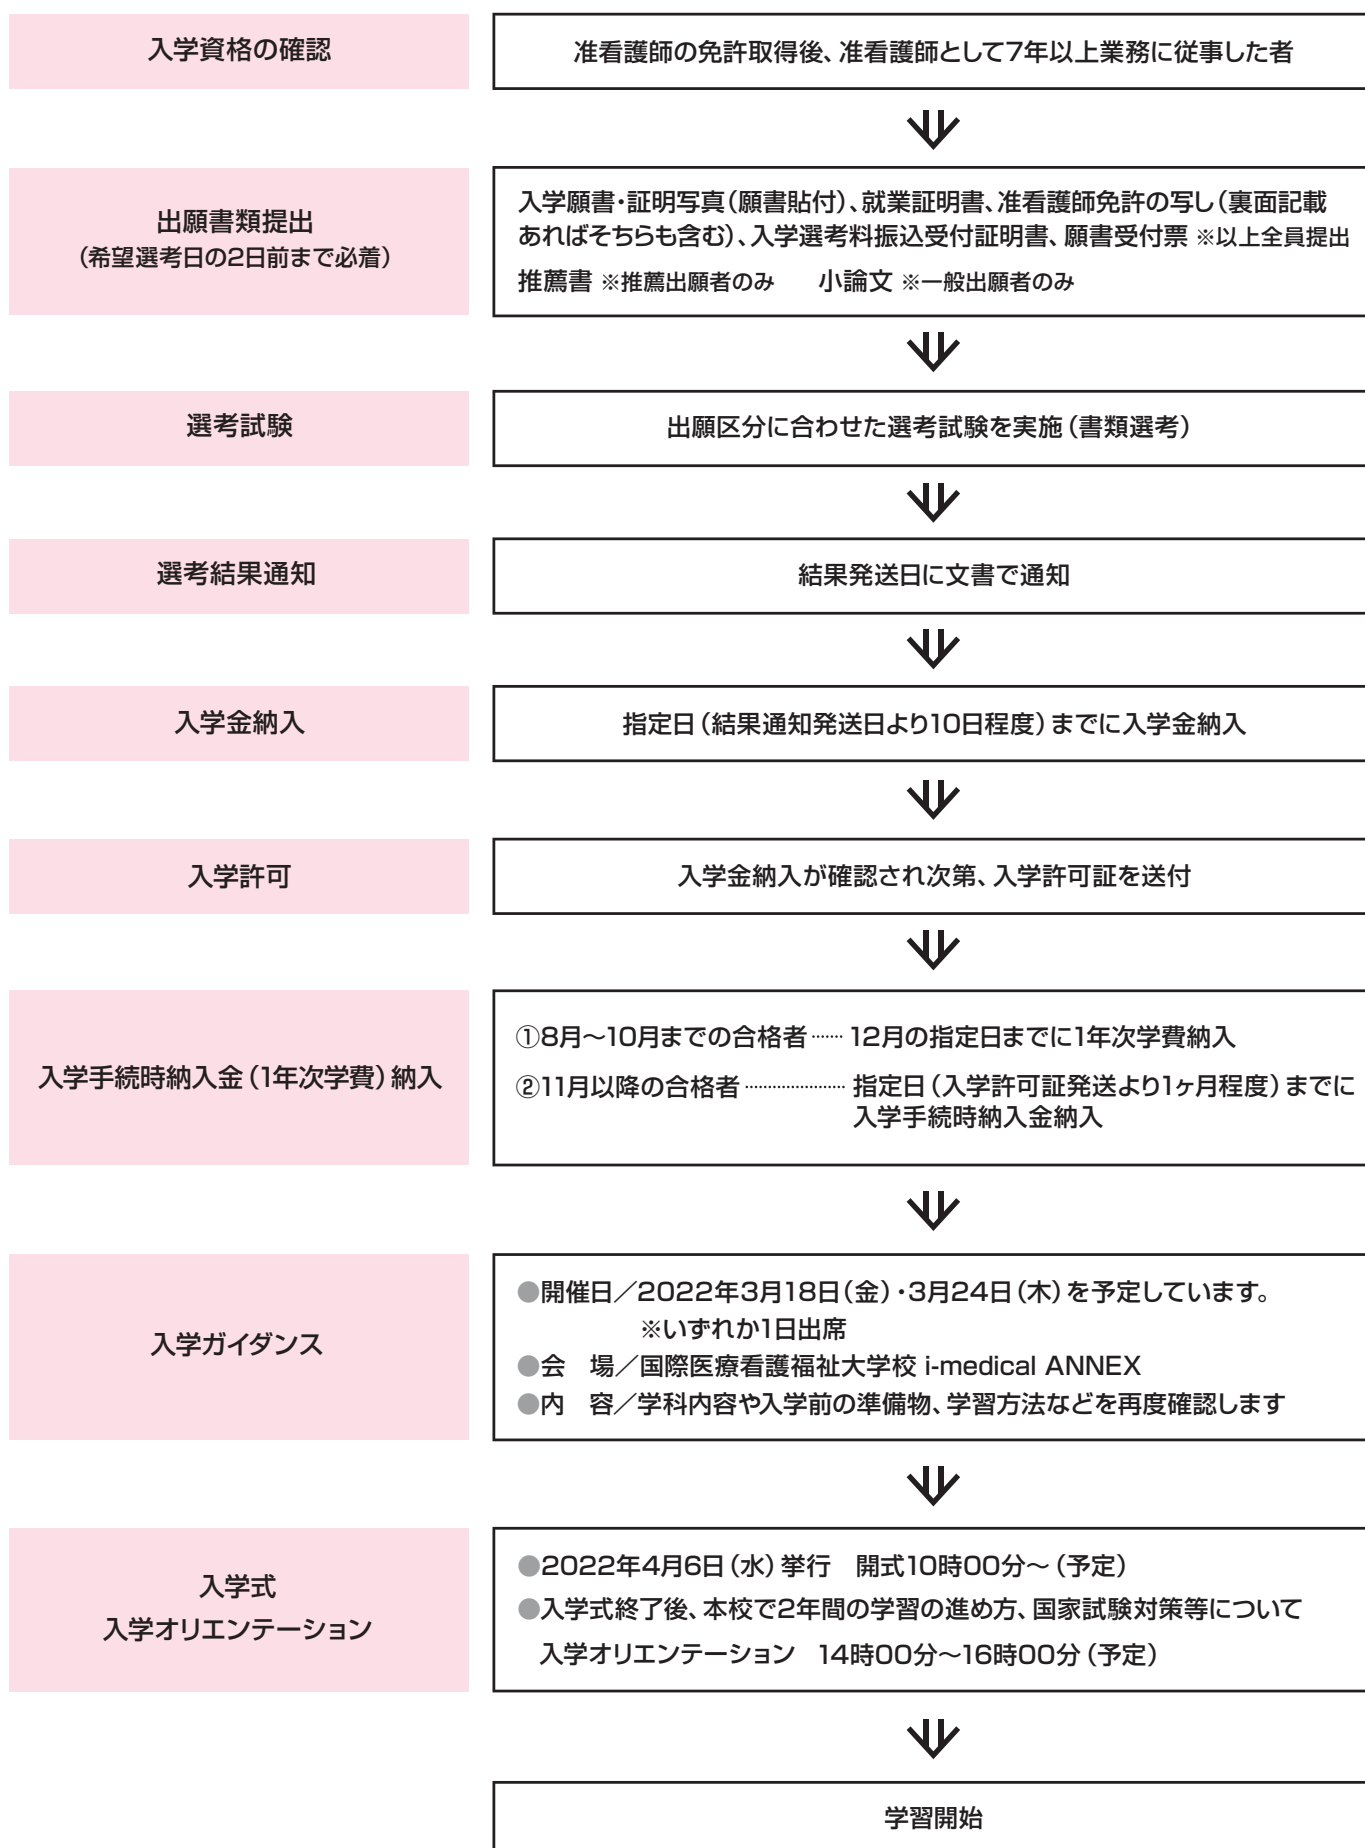 入学資格の確認
准看護師の免許取得後、准看護師として7年以上業務に従事した者
出願書類提出
（希望選考日の2日前まで必着）
入学願書・証明写真（願書貼付）、就業証明書、准看護師免許の写し（裏面記載
あればそちらも含む）、入学選考料振込受付証明書、願書受付票 ※以上全員提出
推薦書 ※推薦出願者のみ　小論文 ※一般出願者のみ
選考試験
出願区分に合わせた選考試験を実施（書類選考）
選考結果通知
結果発送日に文書で通知
入学金納入
指定日（結果通知発送日より10日程度）までに入学金納入
入学許可
入学金納入が確認され次第、入学許可証を送付
入学手続時納入金（1年次学費）納入
①8月〜10月までの合格者 ……… 12月の指定日までに1年次学費納入
②11月以降の合格者 ……………… 指定日（入学許可証発送より1ヶ月程度）までに
入学手続時納入金納入
入学ガイダンス
●開催日／2022年3月18日（金）・3月24日（木）を予定しています。
※いずれか1日出席
●会　場／国際医療看護福祉大学校 i-medical ANNEX
●内　容／学科内容や入学前の準備物、学習方法などを再度確認します
入学式
入学オリエンテーション
●2022年4月6日（水）挙行　開式10時00分〜（予定）
●入学式終了後、本校で2年間の学習の進め方、国家試験対策等について
入学オリエンテーション　14時00分〜16時00分（予定）
学習開始